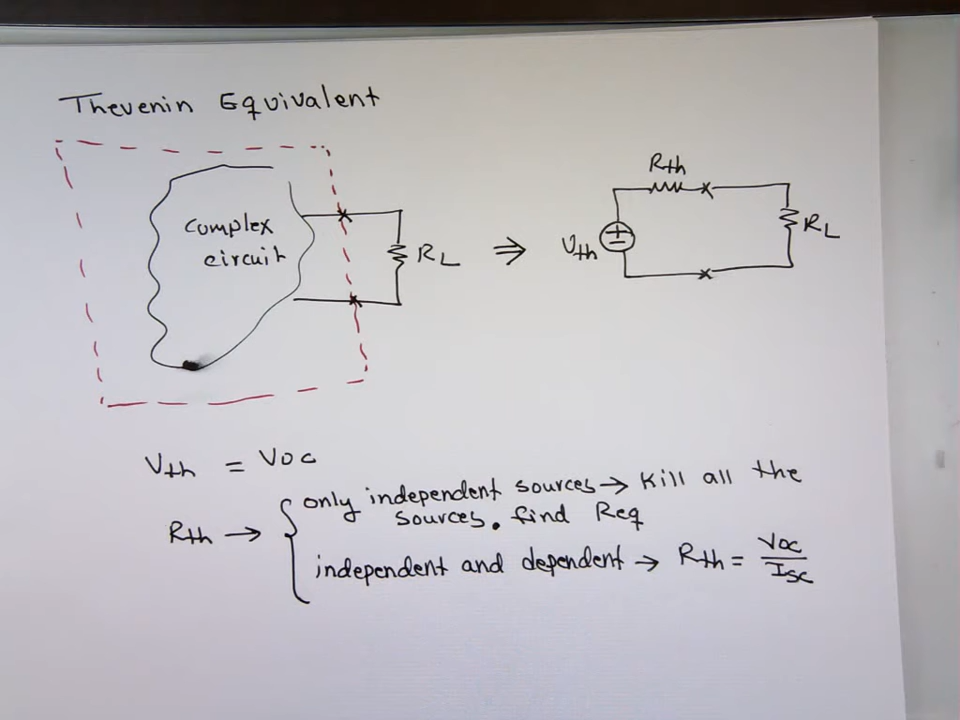 Thevenin Equivalent
complex
circuit
RL
⇒
Rth
Vth
+
−
RL
Vth = Voc
Rth → { only independent sources → Kill all the
sources. find Req
independent and dependent → Rth = Voc/Isc